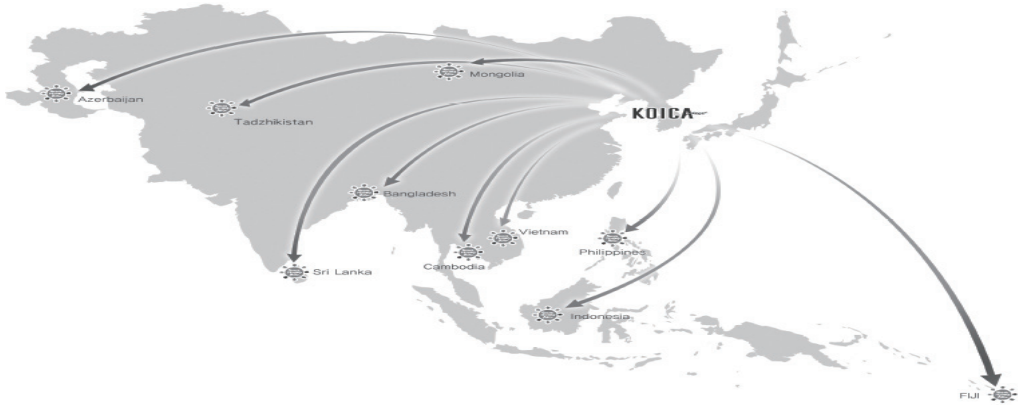 Mongolia
Azerbaijan
KOICA
Tadzhikistan
Bangladesh
Vietnam
Philippines
Cambodia
Sri Lanka
Indonesia
FIJI